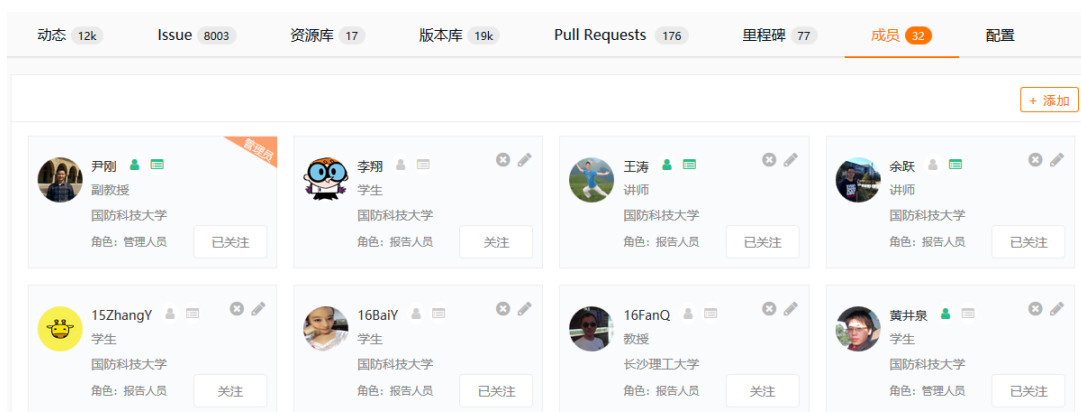 动态 12k Issue 8003 资源库 17 版本库 19k Pull Requests 176 里程碑 77 成员 32 配置
+ 添加
管理员
尹刚
副教授
国防科技大学
角色：管理人员 已关注
李翔
学生
国防科技大学
角色：报告人员 关注
王涛
讲师
国防科技大学
角色：报告人员 已关注
余跃
讲师
国防科技大学
角色：报告人员 已关注
15ZhangY
学生
国防科技大学
角色：报告人员 关注
16BaiY
学生
国防科技大学
角色：报告人员 已关注
16FanQ
教授
长沙理工大学
角色：报告人员 关注
黄井泉
学生
国防科技大学
角色：管理人员 已关注